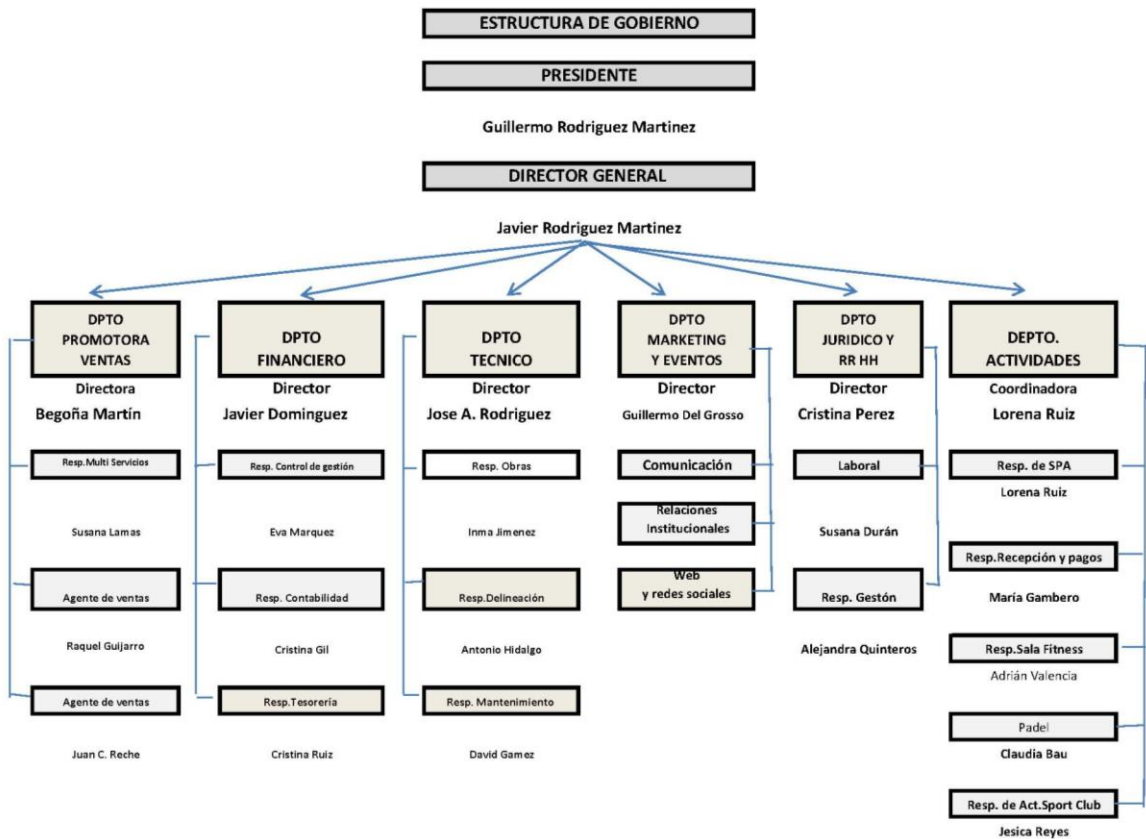 ESTRUCTURA DE GOBIERNO
PRESIDENTE
Guillermo Rodriguez Martinez
DIRECTOR GENERAL
Javier Rodriguez Martinez
DPTO
PROMOTORA
VENTAS
Directora
Begoña Martín
Resp.Multi Servicios
Susana Lamas
Agente de ventas
Raquel Guijarro
Agente de ventas
Juan C. Reche
DPTO
FINANCIERO
Director
Javier Dominguez
Resp. Control de gestión
Eva Marquez
Resp. Contabilidad
Cristina Gil
Resp.Tesorería
Cristina Ruiz
DPTO
TECNICO
Director
Jose A. Rodriguez
Resp. Obras
Inma Jimenez
Resp.Delineación
Antonio Hidalgo
Resp. Mantenimiento
David Gamez
DPTO
MARKETING
Y EVENTOS
Director
Guillermo Del Grosso
Comunicación
Relaciones
Institucionales
Web
y redes sociales
DPTO
JURIDICO Y
RR HH
Director
Cristina Perez
Laboral
Susana Durán
Resp. Gestón
Alejandra Quinteros
DEPTO.
ACTIVIDADES
Coordinadora
Lorena Ruiz
Resp. de SPA
Lorena Ruiz
Resp.Recepción y pagos
María Gambero
Resp.Sala Fitness
Adrián Valencia
Padel
Claudia Bau
Resp. de Act.Sport Club
Jesica Reyes